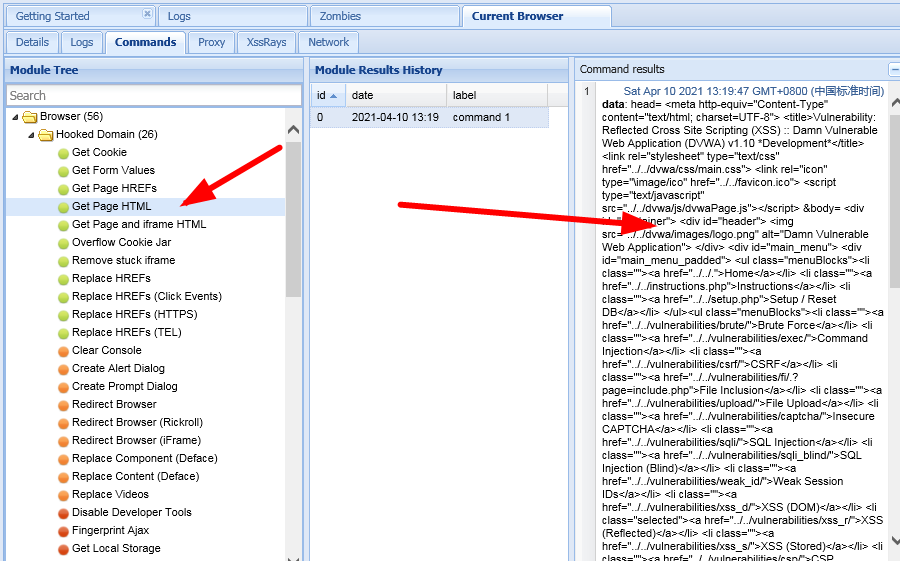 Getting Started
Logs
Zombies
Current Browser
Details
Logs
Commands
Proxy
XssRays
Network
Module Tree
Search
Browser (56)
Hooked Domain (26)
Get Cookie
Get Form Values
Get Page HREFs
Get Page HTML
Get Page and iframe HTML
Overflow Cookie Jar
Remove stuck iframe
Replace HREFs
Replace HREFs (Click Events)
Replace HREFs (HTTPS)
Replace HREFs (TEL)
Clear Console
Create Alert Dialog
Create Prompt Dialog
Redirect Browser
Redirect Browser (Rickroll)
Redirect Browser (iFrame)
Replace Component (Deface)
Replace Content (Deface)
Replace Videos
Disable Developer Tools
Fingerprint Ajax
Get Local Storage
Module Results History
id date label
0 2021-04-10 13:19 command 1
Command results
1 Sat Apr 10 2021 13:19:47 GMT+0800 (中国标准时间)
data: head= <meta http-equiv="Content-Type"
content="text/html; charset=UTF-8"> <title>Vulnerability:
Reflected Cross Site Scripting (XSS) :: Damn Vulnerable
Web Application (DVWA) v1.10 *Development*</title>
<link rel="stylesheet" type="text/css"
href="../../dvwa/css/main.css"> <link rel="icon"
type="\image/ico" href="../../favicon.ico"> <script
type="text/javascript"
src="../../dvwa/js/dvwaPage.js"></script> &body= <div
<div id="header"> <img
src="../../dvwa/images/logo.png" alt="Damn Vulnerable
Web Application"> </div> <div id="main_menu"> <div
id="main_menu_padded"> <ul class="menuBlocks"><li
class=""><a href="../../.">Home</a></li> <li class=""><a
href="../../instructions.php">Instructions</a></li> <li
class=""><a href="../../setup.php">Setup / Reset
DB</a></li> </ul><ul class="menuBlocks"><li class=""><a
href="../../vulnerabilities/brute/">Brute Force</a></li> <li
class=""><a href="../../vulnerabilities/exec/">Command
Injection</a></li> <li class=""><a
href="../../vulnerabilities/csrf/">CSRF</a></li> <li
class=""><a href="../../vulnerabilities/fi/.?
page=include.php">File Inclusion</a></li> <li class=""><a
href="../../vulnerabilities/upload/">File Upload</a></li> <li
class=""><a href="../../vulnerabilities/captcha/">Insecure
CAPTCHA</a></li> <li class=""><a
href="../../vulnerabilities/sqli/">SQL Injection</a></li> <li
class=""><a href="../../vulnerabilities/sqli_blind/">SQL
Injection (Blind)</a></li> <li class=""><a
href="../../vulnerabilities/weak_id/">Weak Session
IDs</a></li> <li class=""><a
href="../../vulnerabilities/xss_d/">XSS (DOM)</a></li> <li
class="selected"><a href="../../vulnerabilities/xss_r/">XSS
(Reflected)</a></li> <li class=""><a
href="../../vulnerabilities/xss_s/">XSS (Stored)</a></li> <li
class=""><a href="../../vulnerabilities/csp/">CSP